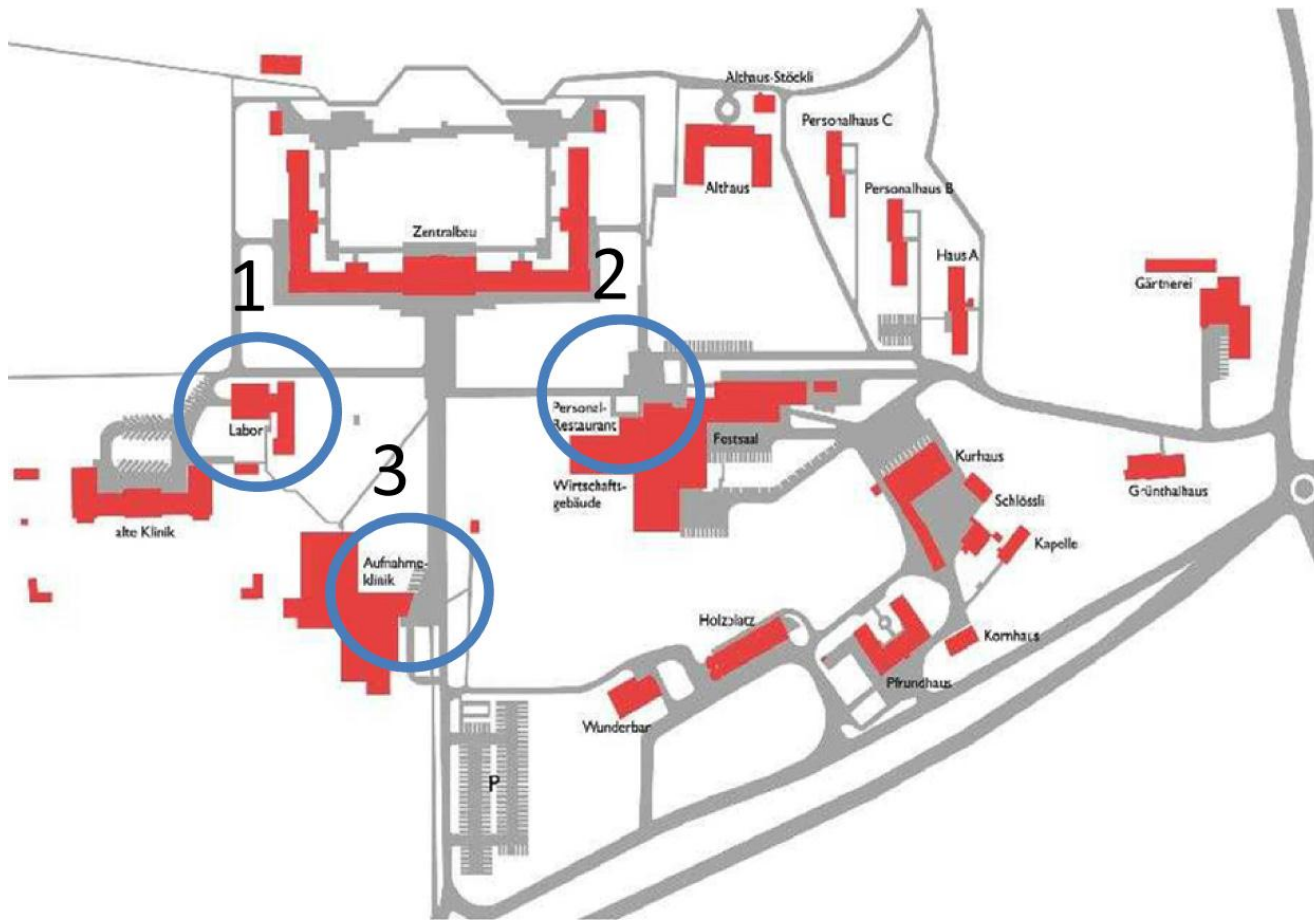 Althaus-Stöckli
Personalhaus C
Althaus
Personalhaus B
Zentralbau
Haus A
1
2
Gärtnerei
Personal-
Restaurant
Labor
Festsaal
Kurhaus
3
Wirtschafts-
gebäude
Schlössli
Grünthalhaus
alte Klinik
Kapelle
Aufnahme-
klinik
Holzplatz
Kornhaus
Pfrundhaus
Wunderbar
P